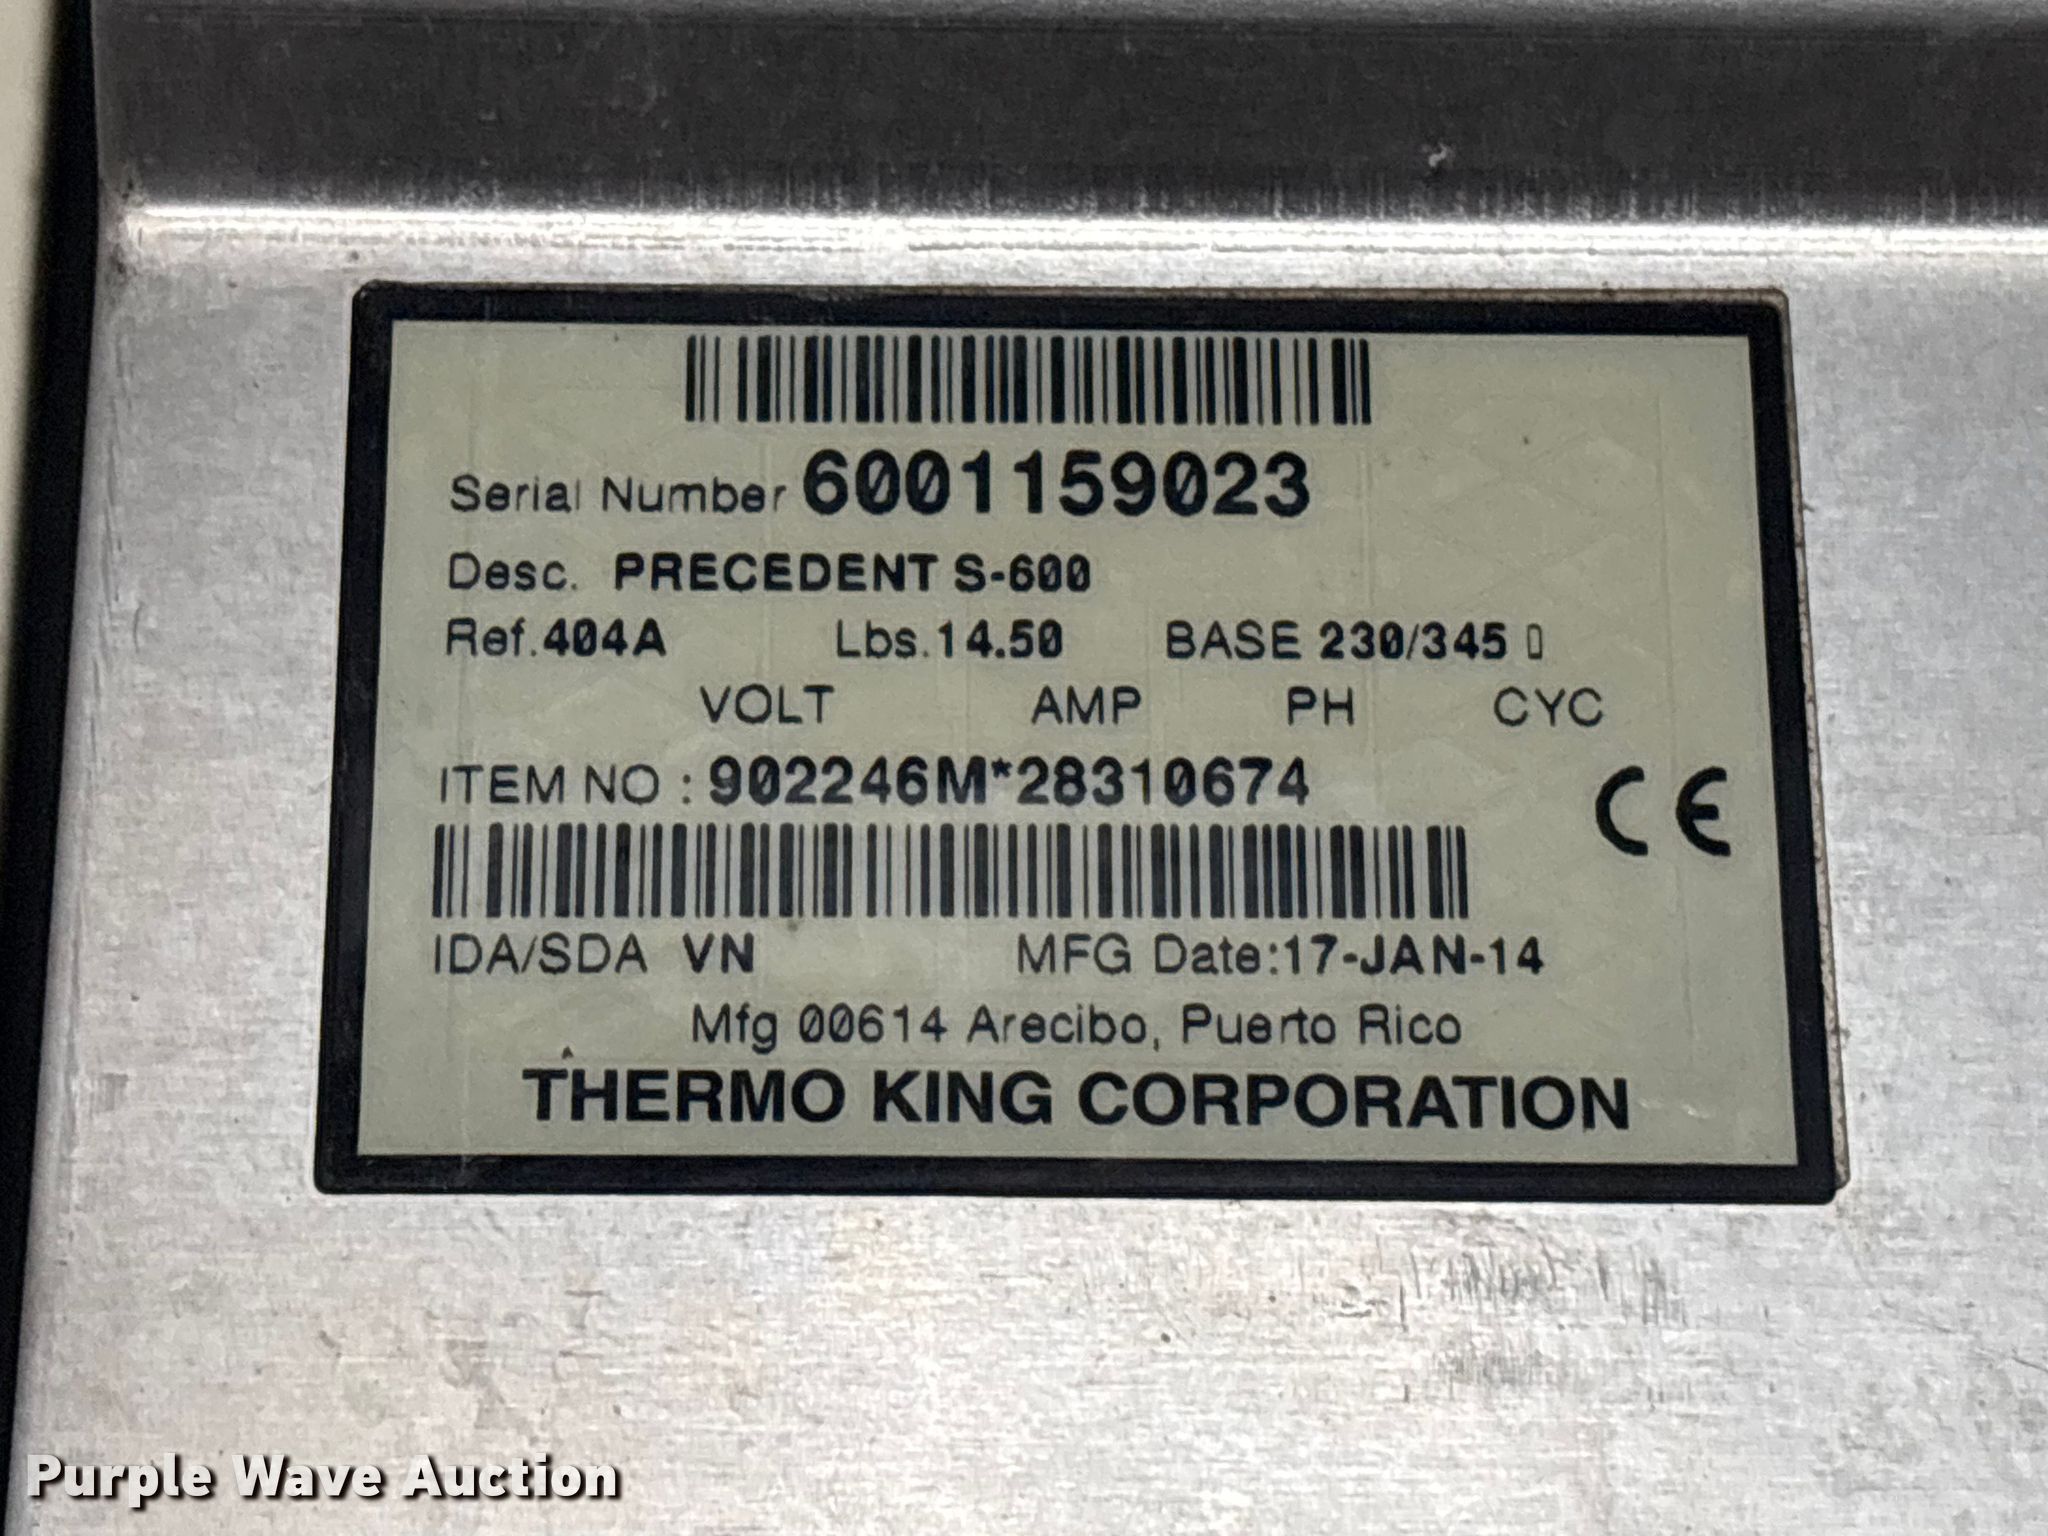 Serial Number 6001159023
Desc. PRECEDENT S-600
Ref.404A Lbs.14.50 BASE 230/345 ▯
VOLT AMP PH CYC
ITEM NO : 902246M*28310674
CE
IDA/SDA VN MFG Date:17-JAN-14
Mfg 00614 Arecibo, Puerto Rico
THERMO KING CORPORATION
Purple Wave Auction